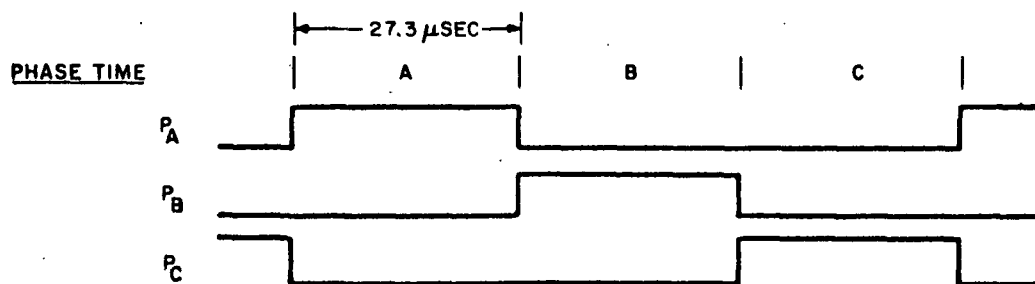 27.3 μSEC
PHASE TIME A B C
PA
PB
PC